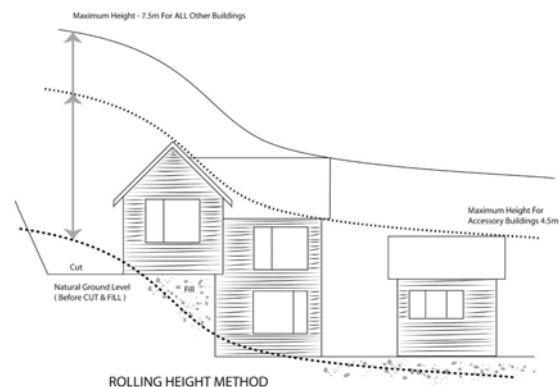 Maximum Height - 7.5m For ALL Other Buildings
Maximum Height For
Accessory Buildings 4.5m
Cut
Natural Ground Level
( Before CUT & FILL )
Fill
ROLLING HEIGHT METHOD